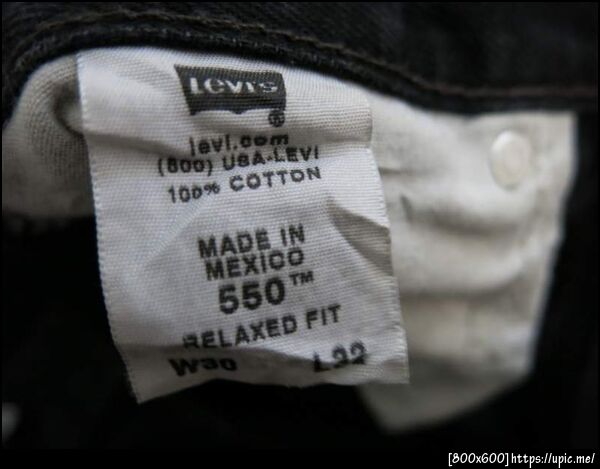 Levi's
®
levi.com
(800) USA-LEVI
100% COTTON
MADE IN
MEXICO
550™
RELAXED FIT
W30 L32
[800x600]https://upic.me/